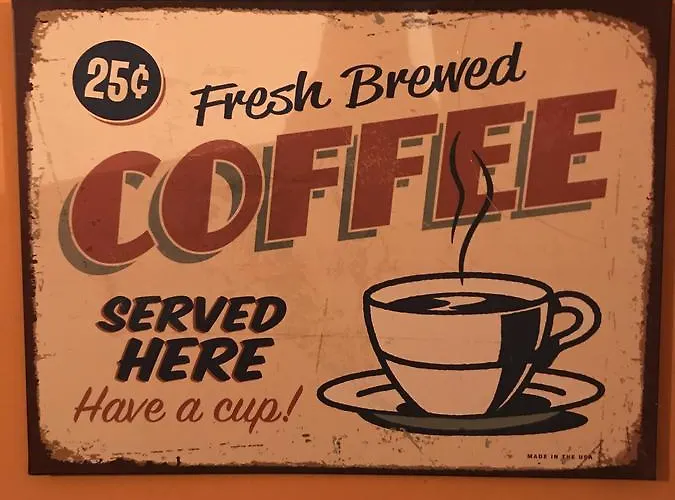 25¢
Fresh Brewed
COFFEE
SERVED
HERE
Have a cup!
MADE IN THE USA